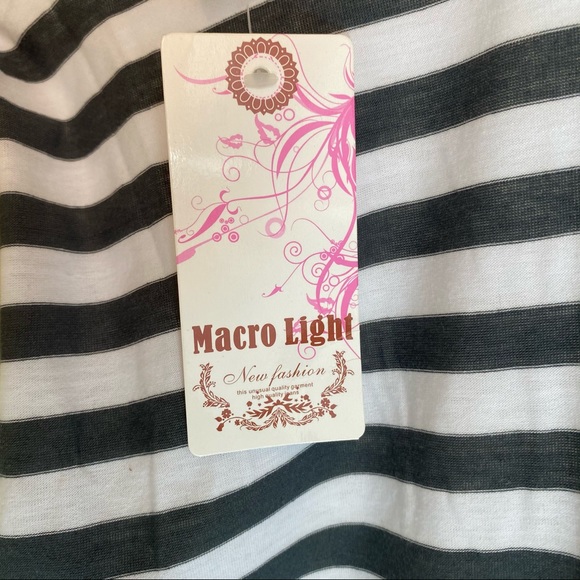 Macro Light
New fashion
this unusual quality garment
high quality